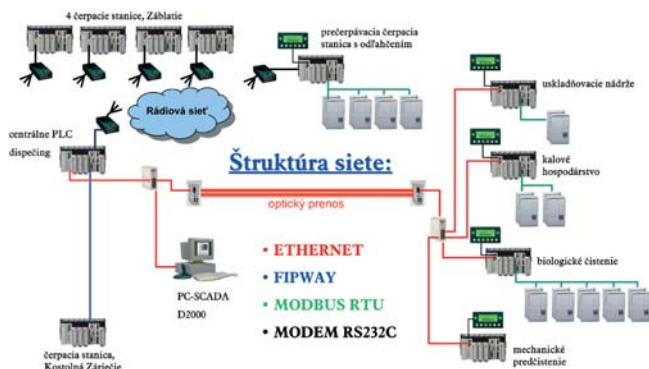 4 čerpacie stanice, Záblatie
prečerpávacia čerpacia
stanica s odľahčením
uskladňovacie nádrže
Rádiová sieť
centrálne PLC
dispečing
Štruktúra siete:
kalové
hospodárstvo
optický prenos
• ETHERNET
• FIPWAY
• MODBUS RTU
• MODEM RS232C
PC-SCADA
D2000
biologické čistenie
čerpacia stanica,
Kostolná Záriečie
mechanické
predčistenie